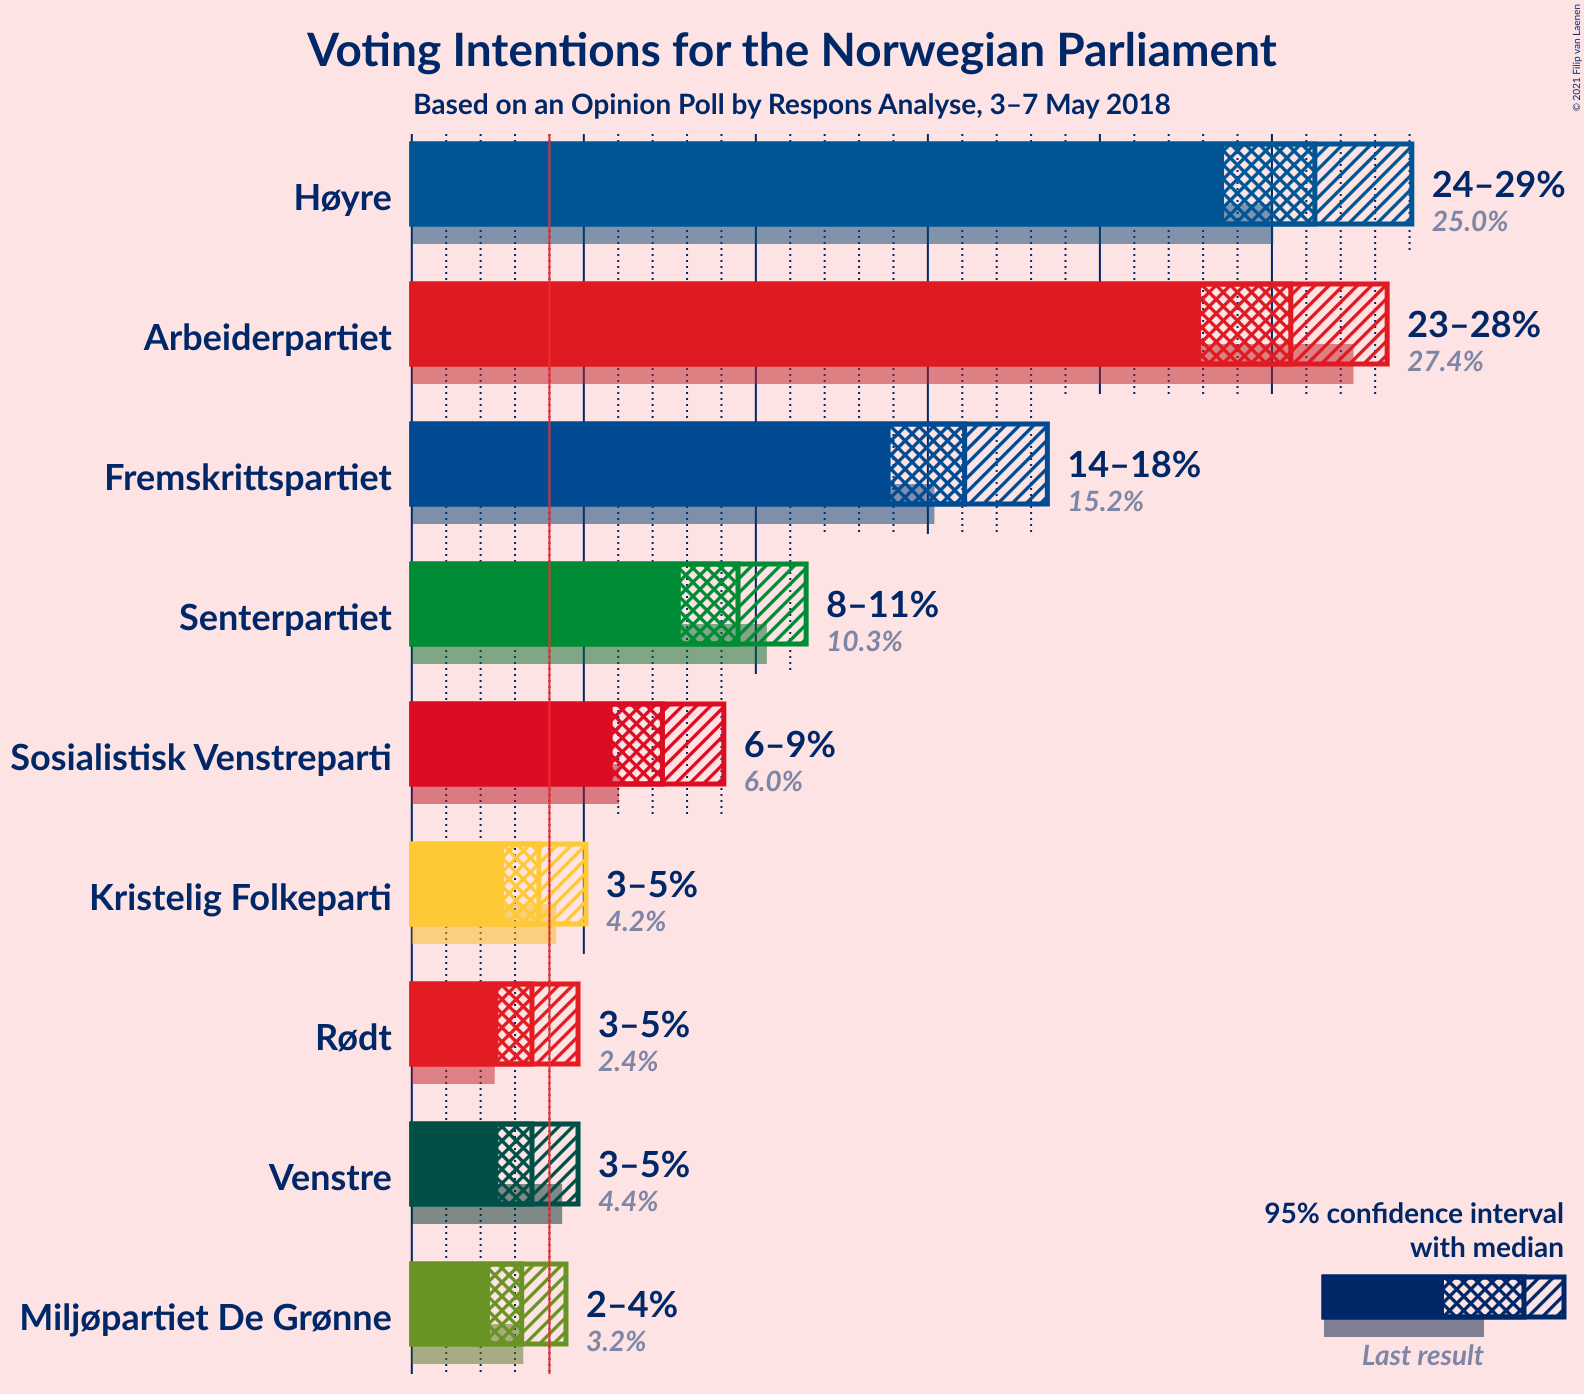 Voting Intentions for the Norwegian Parliament
Based on an Opinion Poll by Respons Analyse, 3–7 May 2018
© 2021 Filip van Laenen
Høyre
24–29%
25.0%
Arbeiderpartiet
23–28%
27.4%
Fremskrittspartiet
14–18%
15.2%
Senterpartiet
8–11%
10.3%
Sosialistisk Venstreparti
6–9%
6.0%
Kristelig Folkeparti
3–5%
4.2%
Rødt
3–5%
2.4%
Venstre
3–5%
4.4%
Miljøpartiet De Grønne
2–4%
3.2%
95% confidence interval
with median
Last result